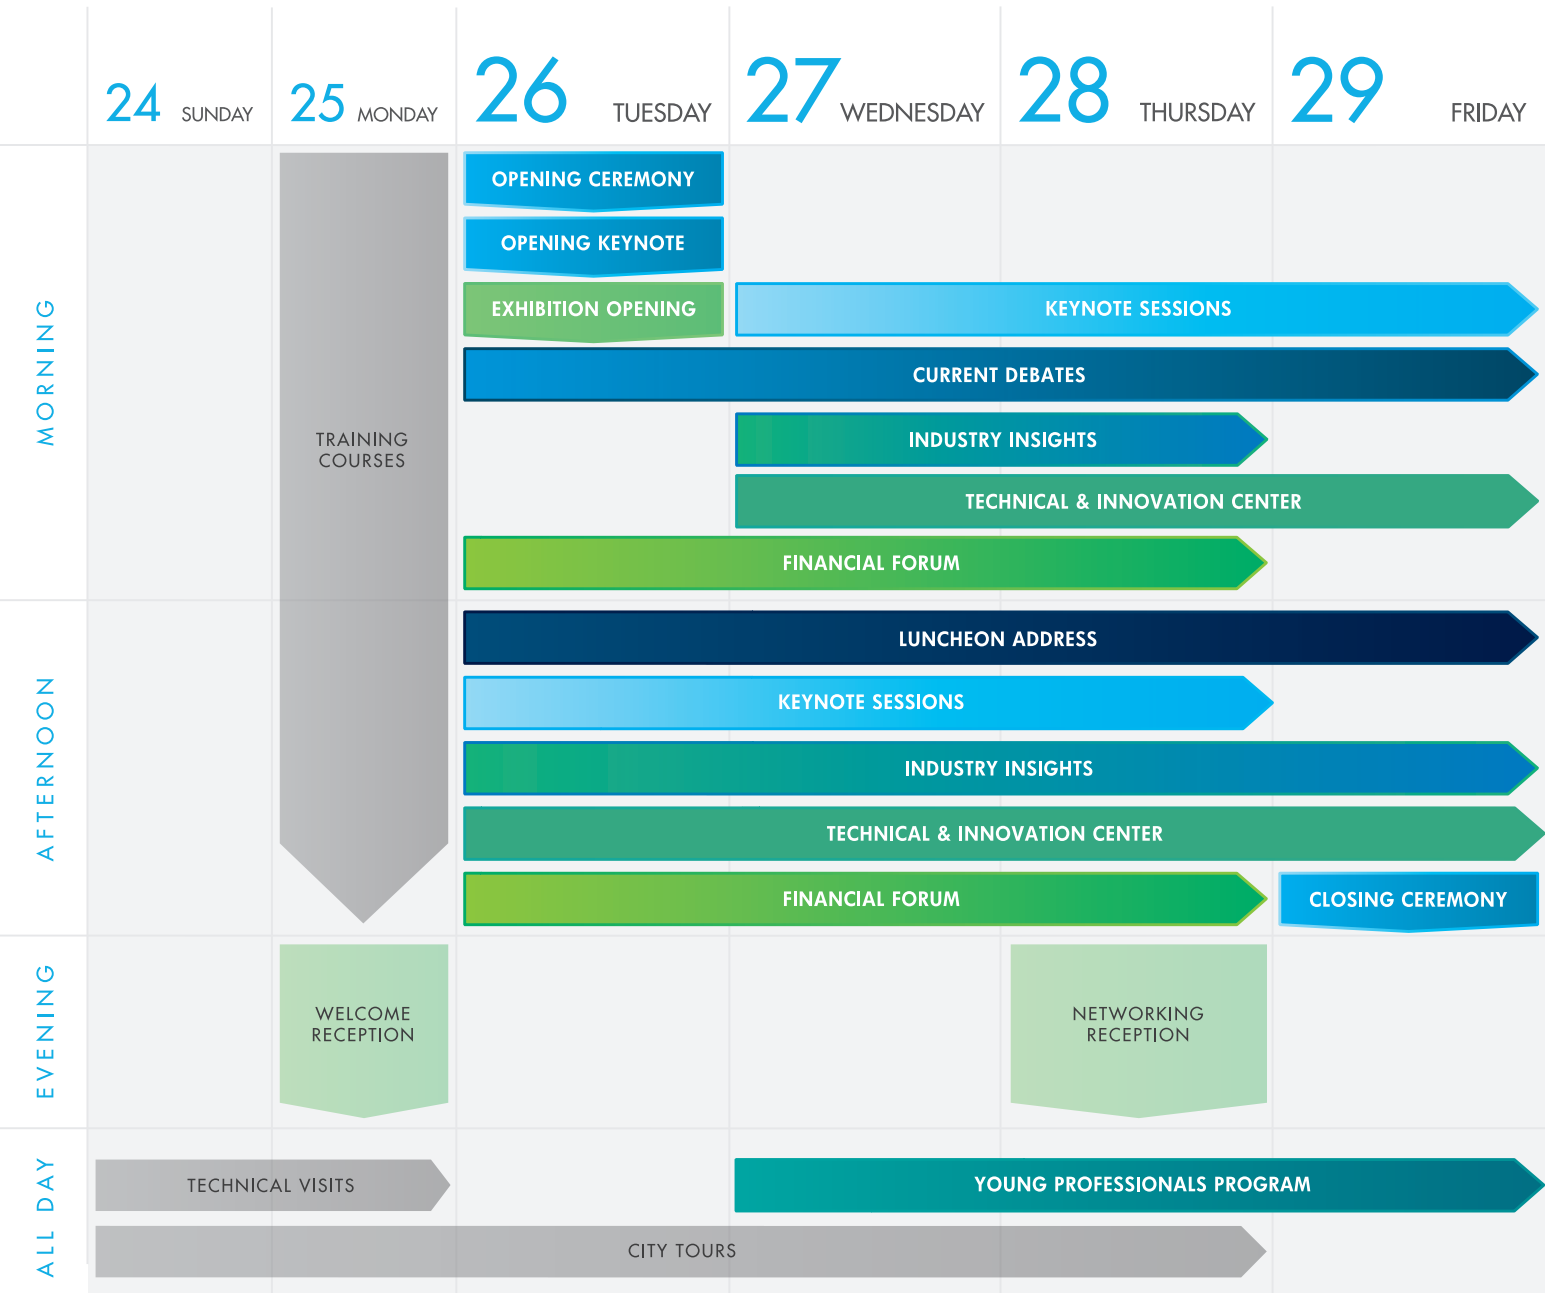 24 SUNDAY
25 MONDAY
26 TUESDAY
27 WEDNESDAY
28 THURSDAY
29 FRIDAY
MORNING
TRAINING
COURSES
OPENING CEREMONY
OPENING KEYNOTE
EXHIBITION OPENING
KEYNOTE SESSIONS
CURRENT DEBATES
INDUSTRY INSIGHTS
TECHNICAL & INNOVATION CENTER
FINANCIAL FORUM
AFTERNOON
LUNCHEON ADDRESS
KEYNOTE SESSIONS
INDUSTRY INSIGHTS
TECHNICAL & INNOVATION CENTER
FINANCIAL FORUM
CLOSING CEREMONY
EVENING
WELCOME
RECEPTION
NETWORKING
RECEPTION
ALL DAY
TECHNICAL VISITS
YOUNG PROFESSIONALS PROGRAM
CITY TOURS